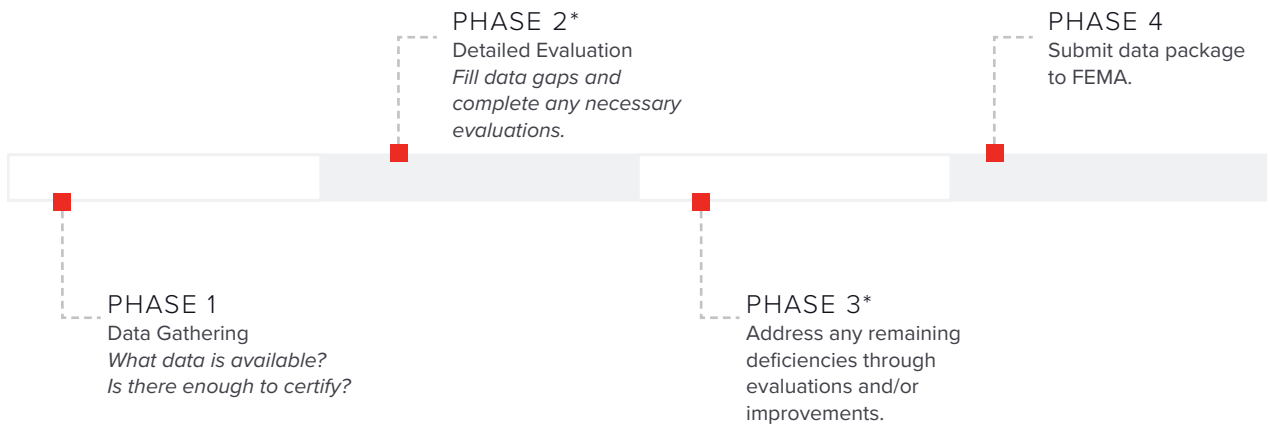 PHASE 1
Data Gathering
What data is available?
Is there enough to certify?
PHASE 2*
Detailed Evaluation
Fill data gaps and
complete any necessary
evaluations.
PHASE 3*
Address any remaining
deficiencies through
evaluations and/or
improvements.
PHASE 4
Submit data package
to FEMA.